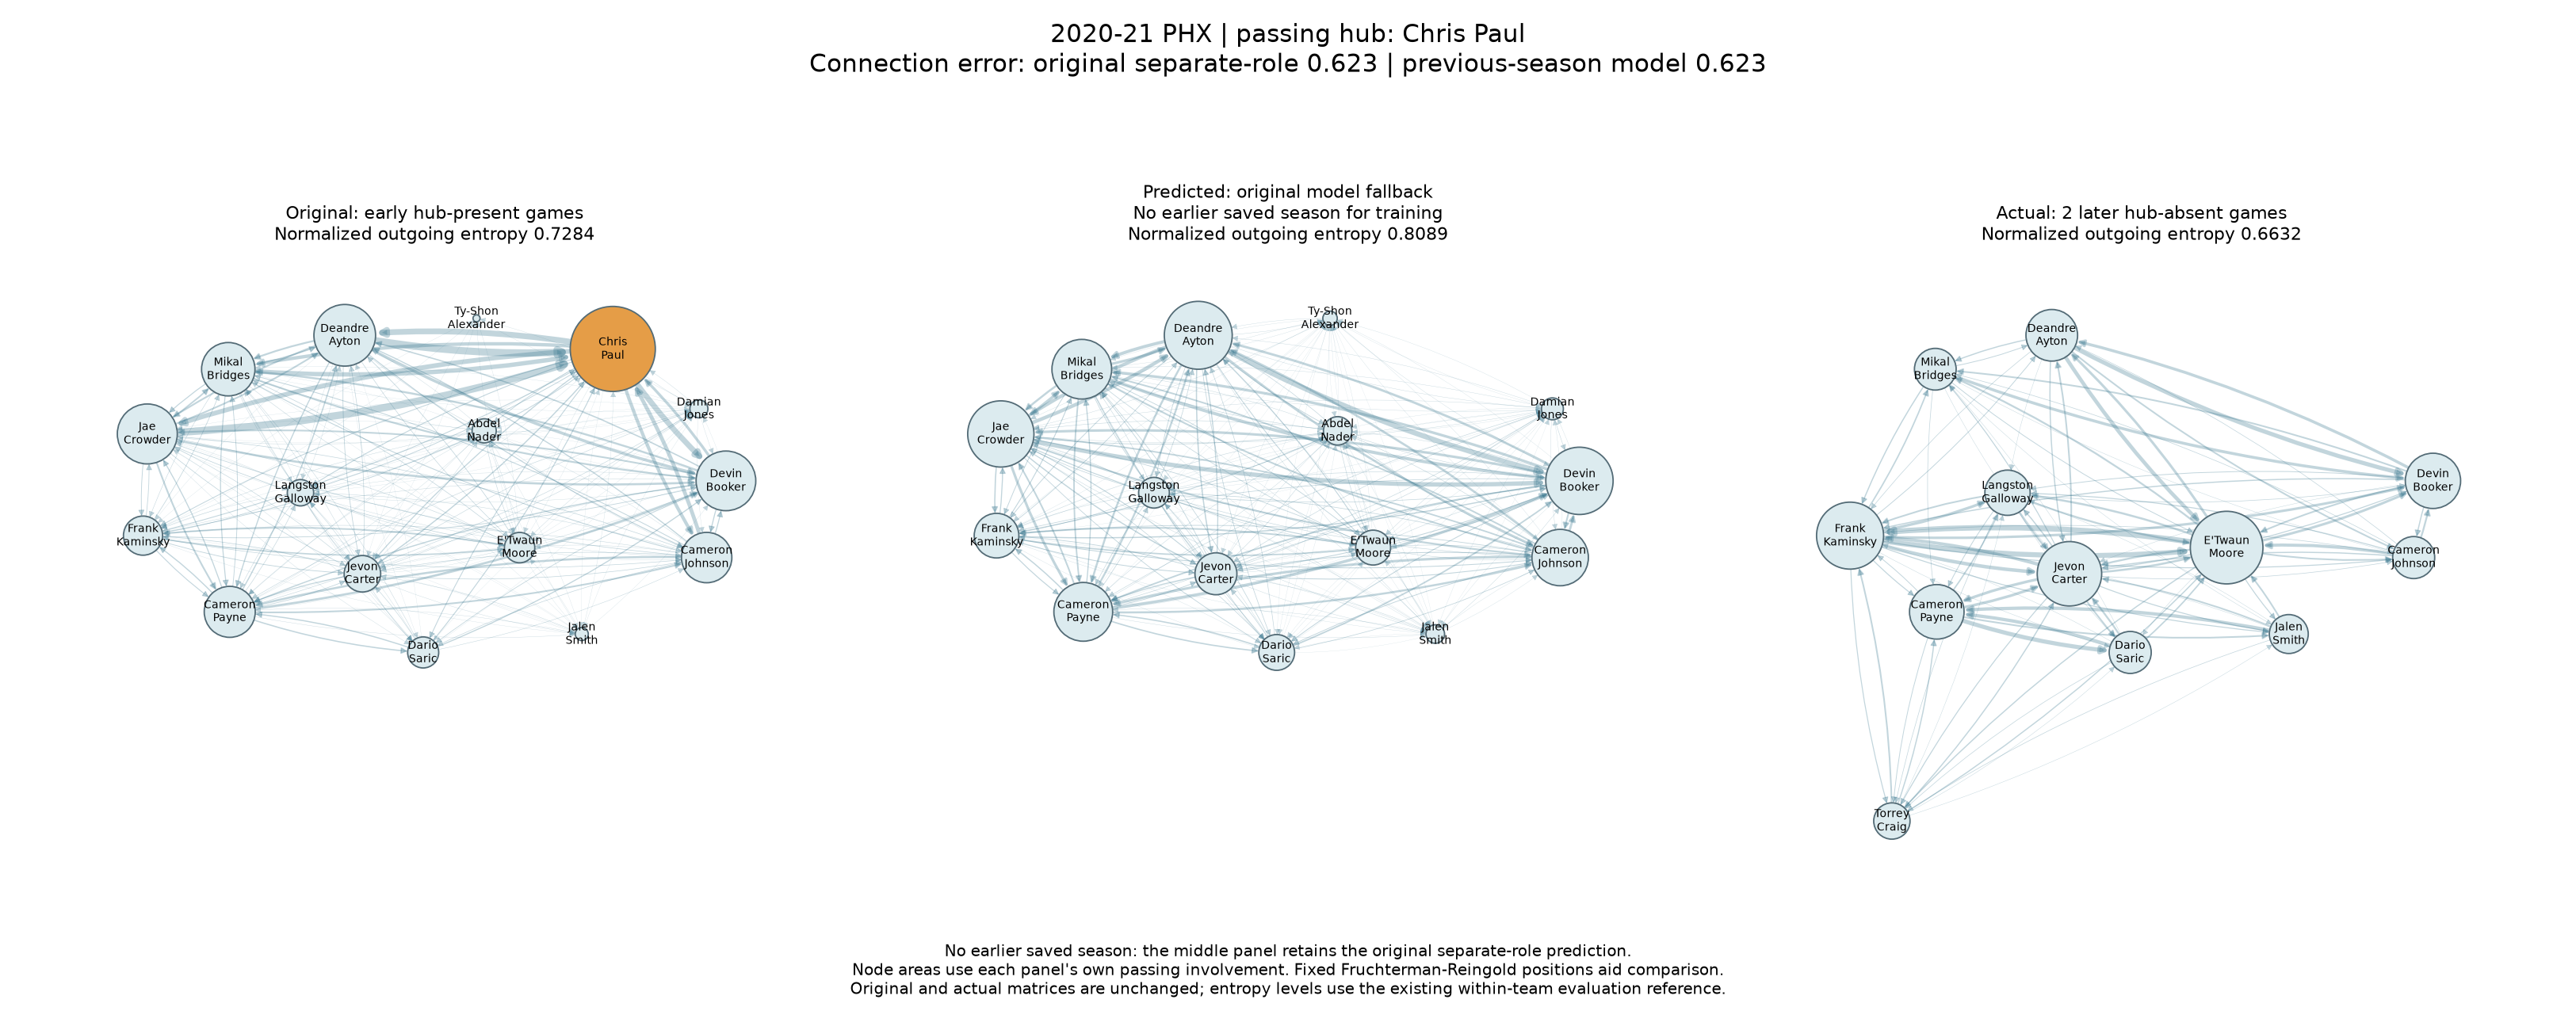 2020-21 PHX | passing hub: Chris Paul
Connection error: original separate-role 0.623 | previous-season model 0.623
Original: early hub-present games
Normalized outgoing entropy 0.7284
Ty-Shon
Alexander
Deandre
Ayton
Chris
Paul
Mikal
Bridges
Damian
Jones
Jae
Crowder
Abdel
Nader
Devin
Booker
Langston
Galloway
Frank
Kaminsky
E'Twaun
Moore
Cameron
Johnson
Jevon
Carter
Cameron
Payne
Jalen
Smith
Dario
Saric
Predicted: original model fallback
No earlier saved season for training
Normalized outgoing entropy 0.8089
Ty-Shon
Alexander
Deandre
Ayton
Mikal
Bridges
Damian
Jones
Jae
Crowder
Abdel
Nader
Devin
Booker
Langston
Galloway
Frank
Kaminsky
E'Twaun
Moore
Cameron
Johnson
Jevon
Carter
Cameron
Payne
Jalen
Smith
Dario
Saric
Actual: 2 later hub-absent games
Normalized outgoing entropy 0.6632
Deandre
Ayton
Mikal
Bridges
Devin
Booker
Langston
Galloway
Frank
Kaminsky
E'Twaun
Moore
Cameron
Johnson
Jevon
Carter
Cameron
Payne
Jalen
Smith
Dario
Saric
Torrey
Craig
No earlier saved season: the middle panel retains the original separate-role prediction.
Node areas use each panel's own passing involvement. Fixed Fruchterman-Reingold positions aid comparison.
Original and actual matrices are unchanged; entropy levels use the existing within-team evaluation reference.